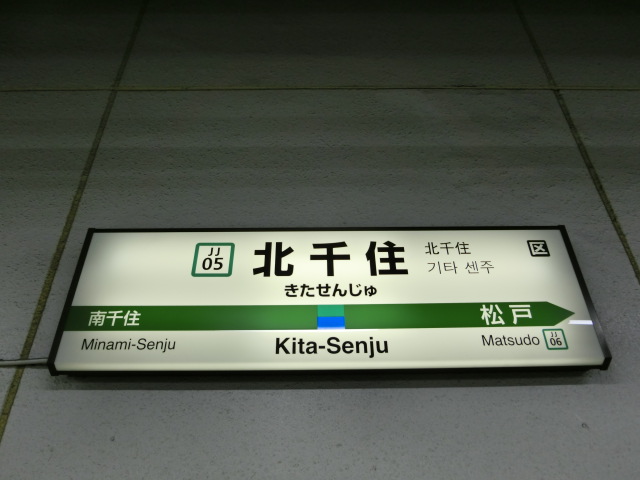 JJ
05
北千住
北千住
기타 센주
区
きたせんじゅ
南千住
松戸
Minami-Senju
Kita-Senju
Matsudo
JJ
06